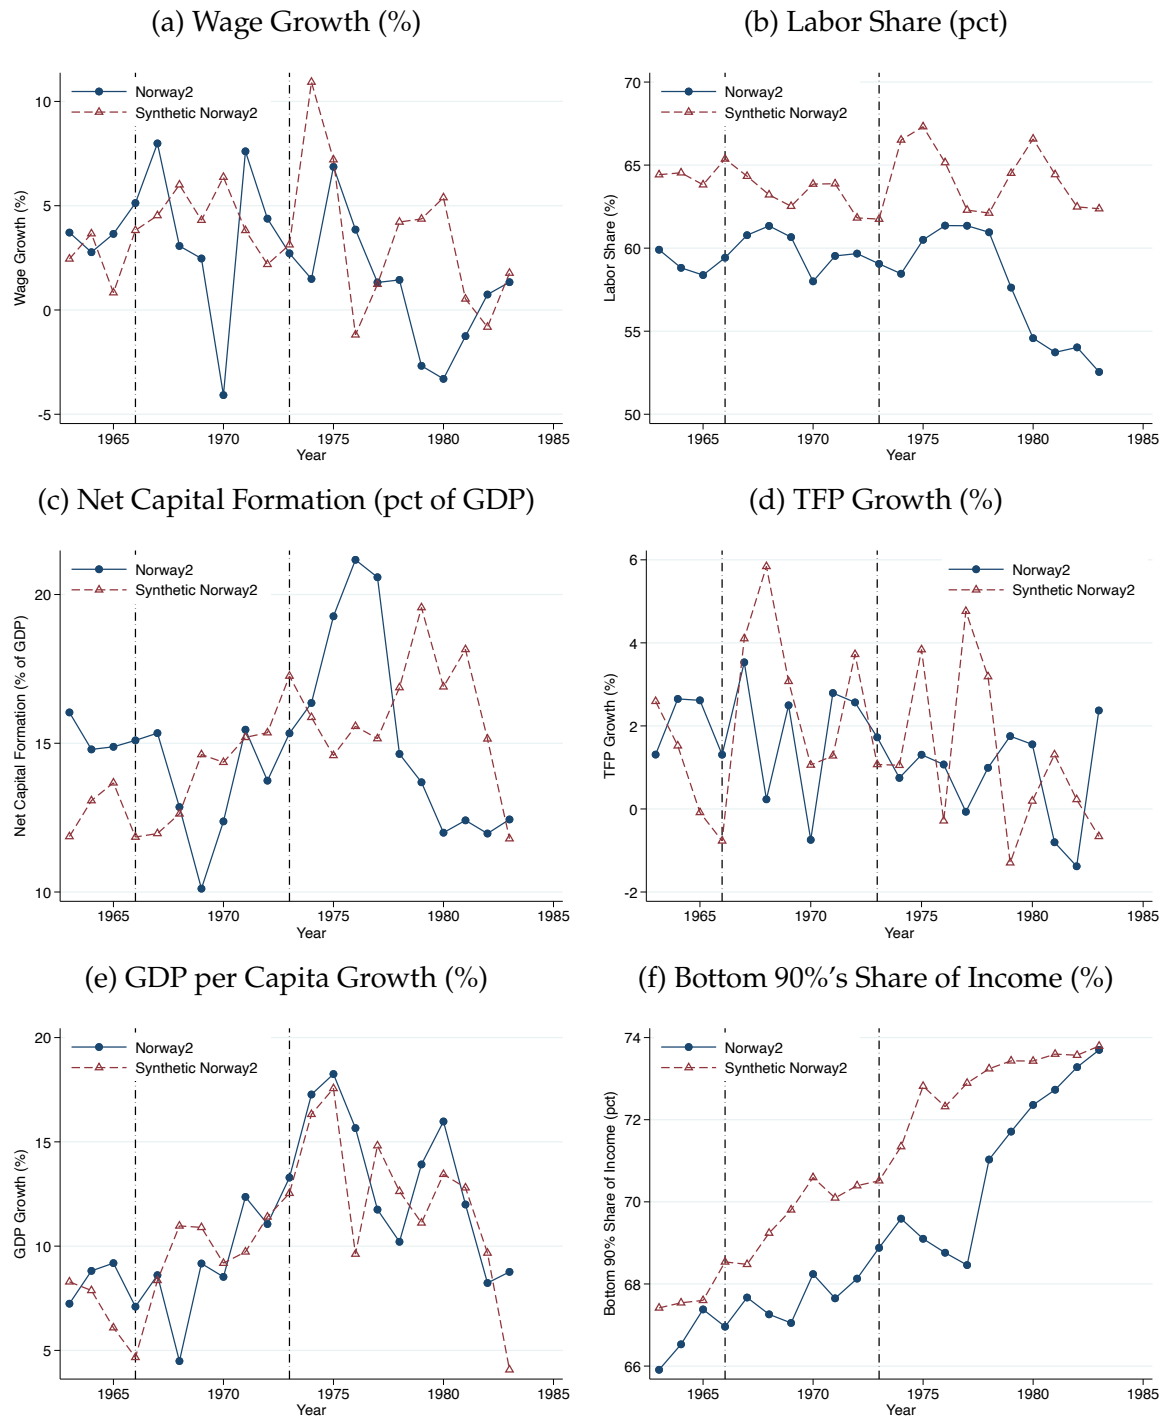 (a) Wage Growth (%)
Norway2
Synthetic Norway2
Wage Growth (%)
10
5
0
-5
1965 1970 1975 1980 1985
Year
(b) Labor Share (pct)
Norway2
Synthetic Norway2
Labor Share (%)
70
65
60
55
50
1965 1970 1975 1980 1985
Year
(c) Net Capital Formation (pct of GDP)
Norway2
Synthetic Norway2
Net Capital Formation (% of GDP)
20
15
10
1965 1970 1975 1980 1985
Year
(d) TFP Growth (%)
Norway2
Synthetic Norway2
TFP Growth (%)
6
4
2
0
-2
1965 1970 1975 1980 1985
Year
(e) GDP per Capita Growth (%)
Norway2
Synthetic Norway2
GDP Growth (%)
20
15
10
5
1965 1970 1975 1980 1985
Year
(f) Bottom 90%'s Share of Income (%)
Norway2
Synthetic Norway2
Bottom 90% Share of Income (pct)
74
72
70
68
66
1965 1970 1975 1980 1985
Year